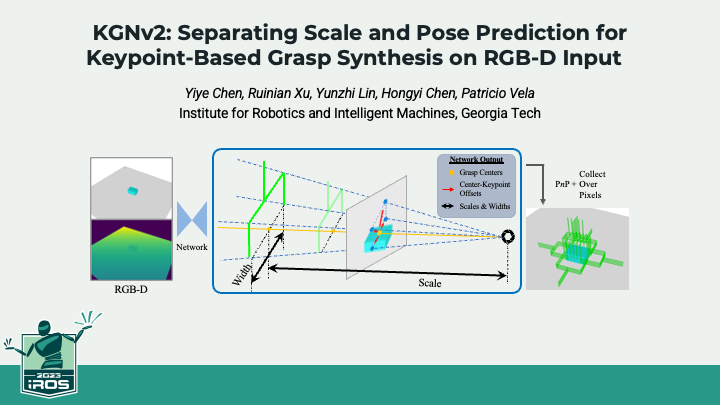 KGNv2: Separating Scale and Pose Prediction for
Keypoint-Based Grasp Synthesis on RGB-D Input
Yiye Chen, Ruinian Xu, Yunzhi Lin, Hongyi Chen, Patricio Vela
Institute for Robotics and Intelligent Machines, Georgia Tech
RGB-D
Network
Network Output
Grasp Centers
Center-Keypoint
Offsets
Scales & Widths
Width
Scale
PnP +
Collect
Over
Pixels
2023
iROS